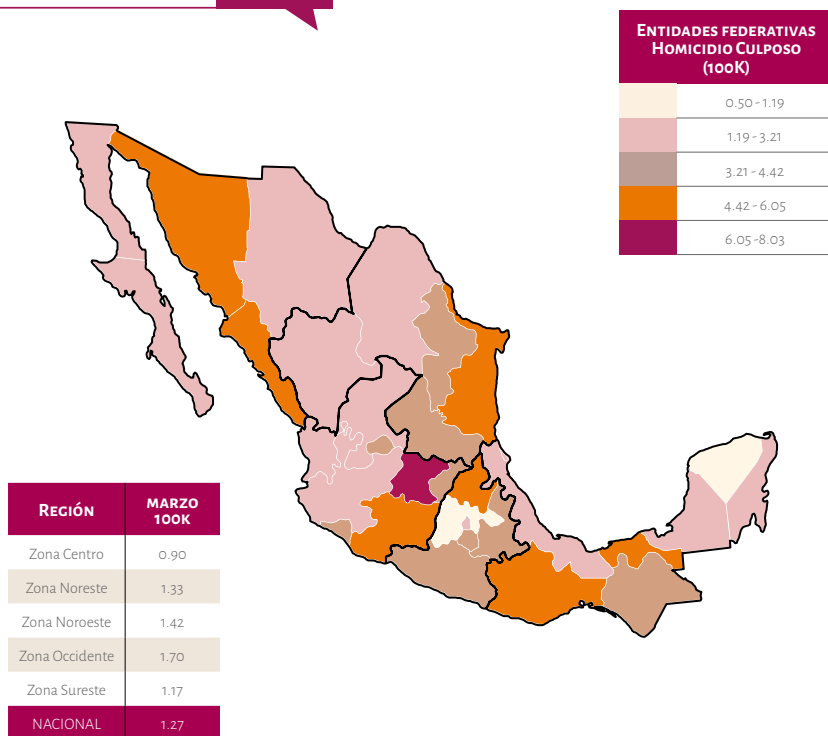 Entidades federativas
Homicidio Culposo
(100K)
0.50 - 1.19
1.19 - 3.21
3.21 - 4.42
4.42 - 6.05
6.05 -8.03
Región MARZO 100K
Zona Centro 0.90
Zona Noreste 1.33
Zona Noroeste 1.42
Zona Occidente 1.70
Zona Sureste 1.17
NACIONAL 1.27